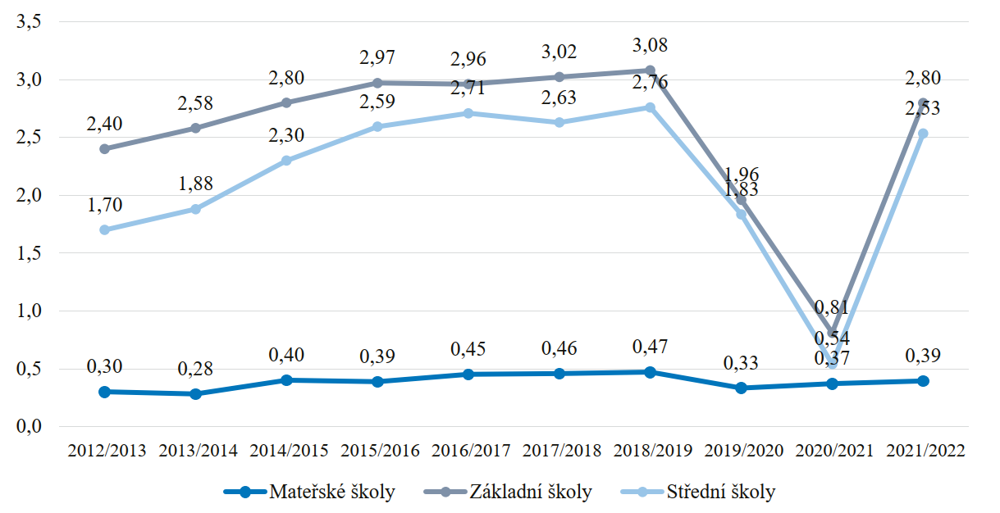 3,5
3,0
2,5
2,0
1,5
1,0
0,5
0,0
2,40 2,58 2,80 2,97 2,96 3,02 3,08 1,96 0,81 2,80
1,70 1,88 2,30 2,59 2,71 2,63 2,76 1,83 0,54 2,53
0,30 0,28 0,40 0,39 0,45 0,46 0,47 0,33 0,37 0,39
2012/2013 2013/2014 2014/2015 2015/2016 2016/2017 2017/2018 2018/2019 2019/2020 2020/2021 2021/2022
Mateřské školy Základní školy Střední školy